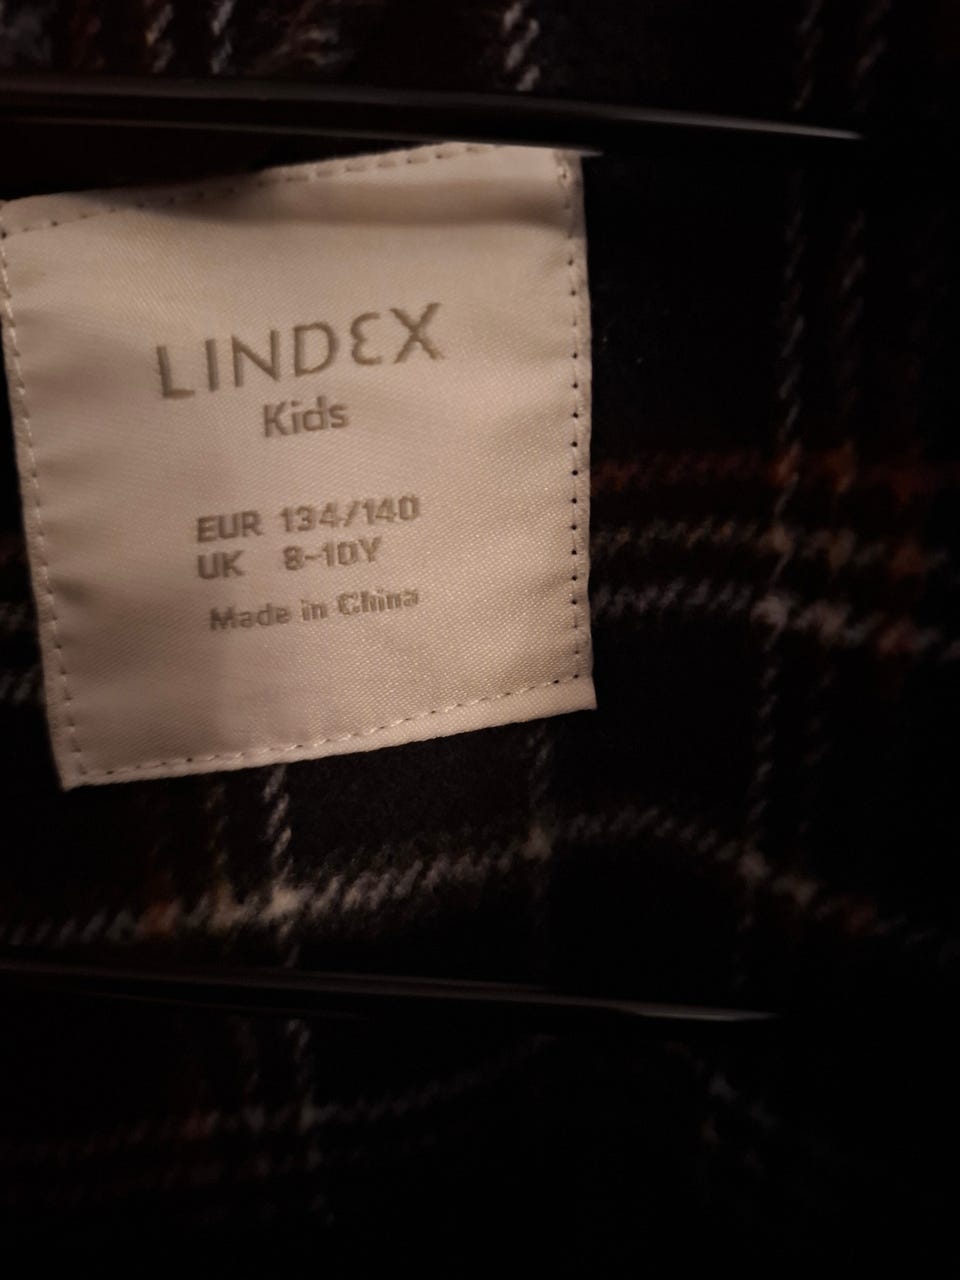 LINDEX
Kids
EUR 134/140
UK 8-10Y
Made in China